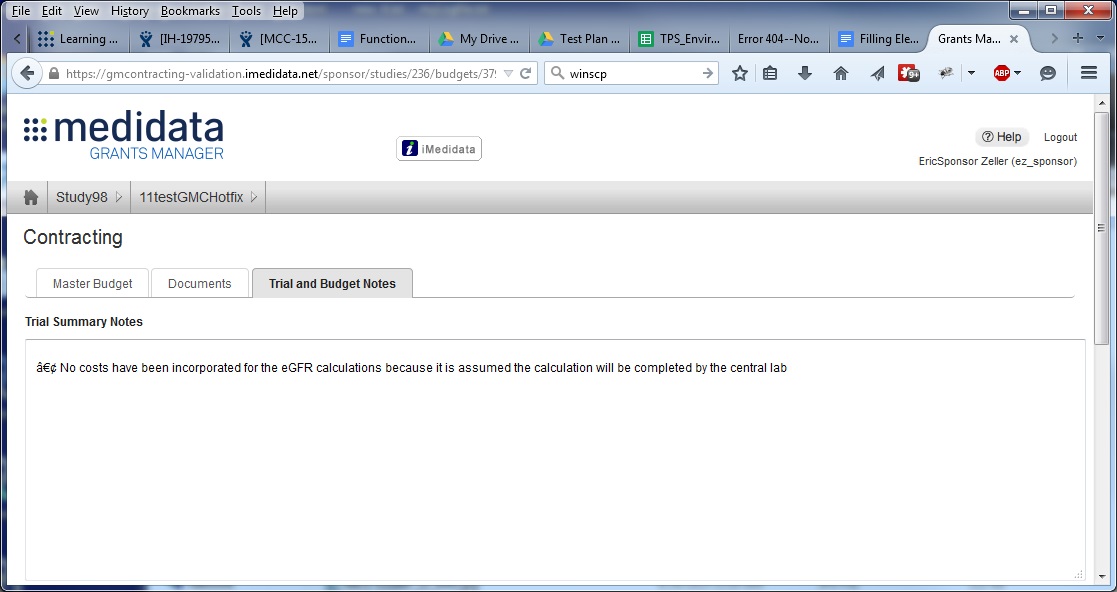 File Edit View History Bookmarks Tools Help
Learning ... [IH-19795... [MCC-15... Function... My Drive ... Test Plan ... TPS_Envir... Error 404--No... Filling Ele... Grants Ma...
https://gmcontracting-validation.imedidata.net/sponsor/studies/236/budgets/379 winscp 9+ ABP
medidata
GRANTS MANAGER
iMedidata
Help Logout
EricSponsor Zeller (ez_sponsor)
Study98 11testGMCHotfix
Contracting
Master Budget Documents Trial and Budget Notes
Trial Summary Notes
â€¢ No costs have been incorporated for the eGFR calculations because it is assumed the calculation will be completed by the central lab